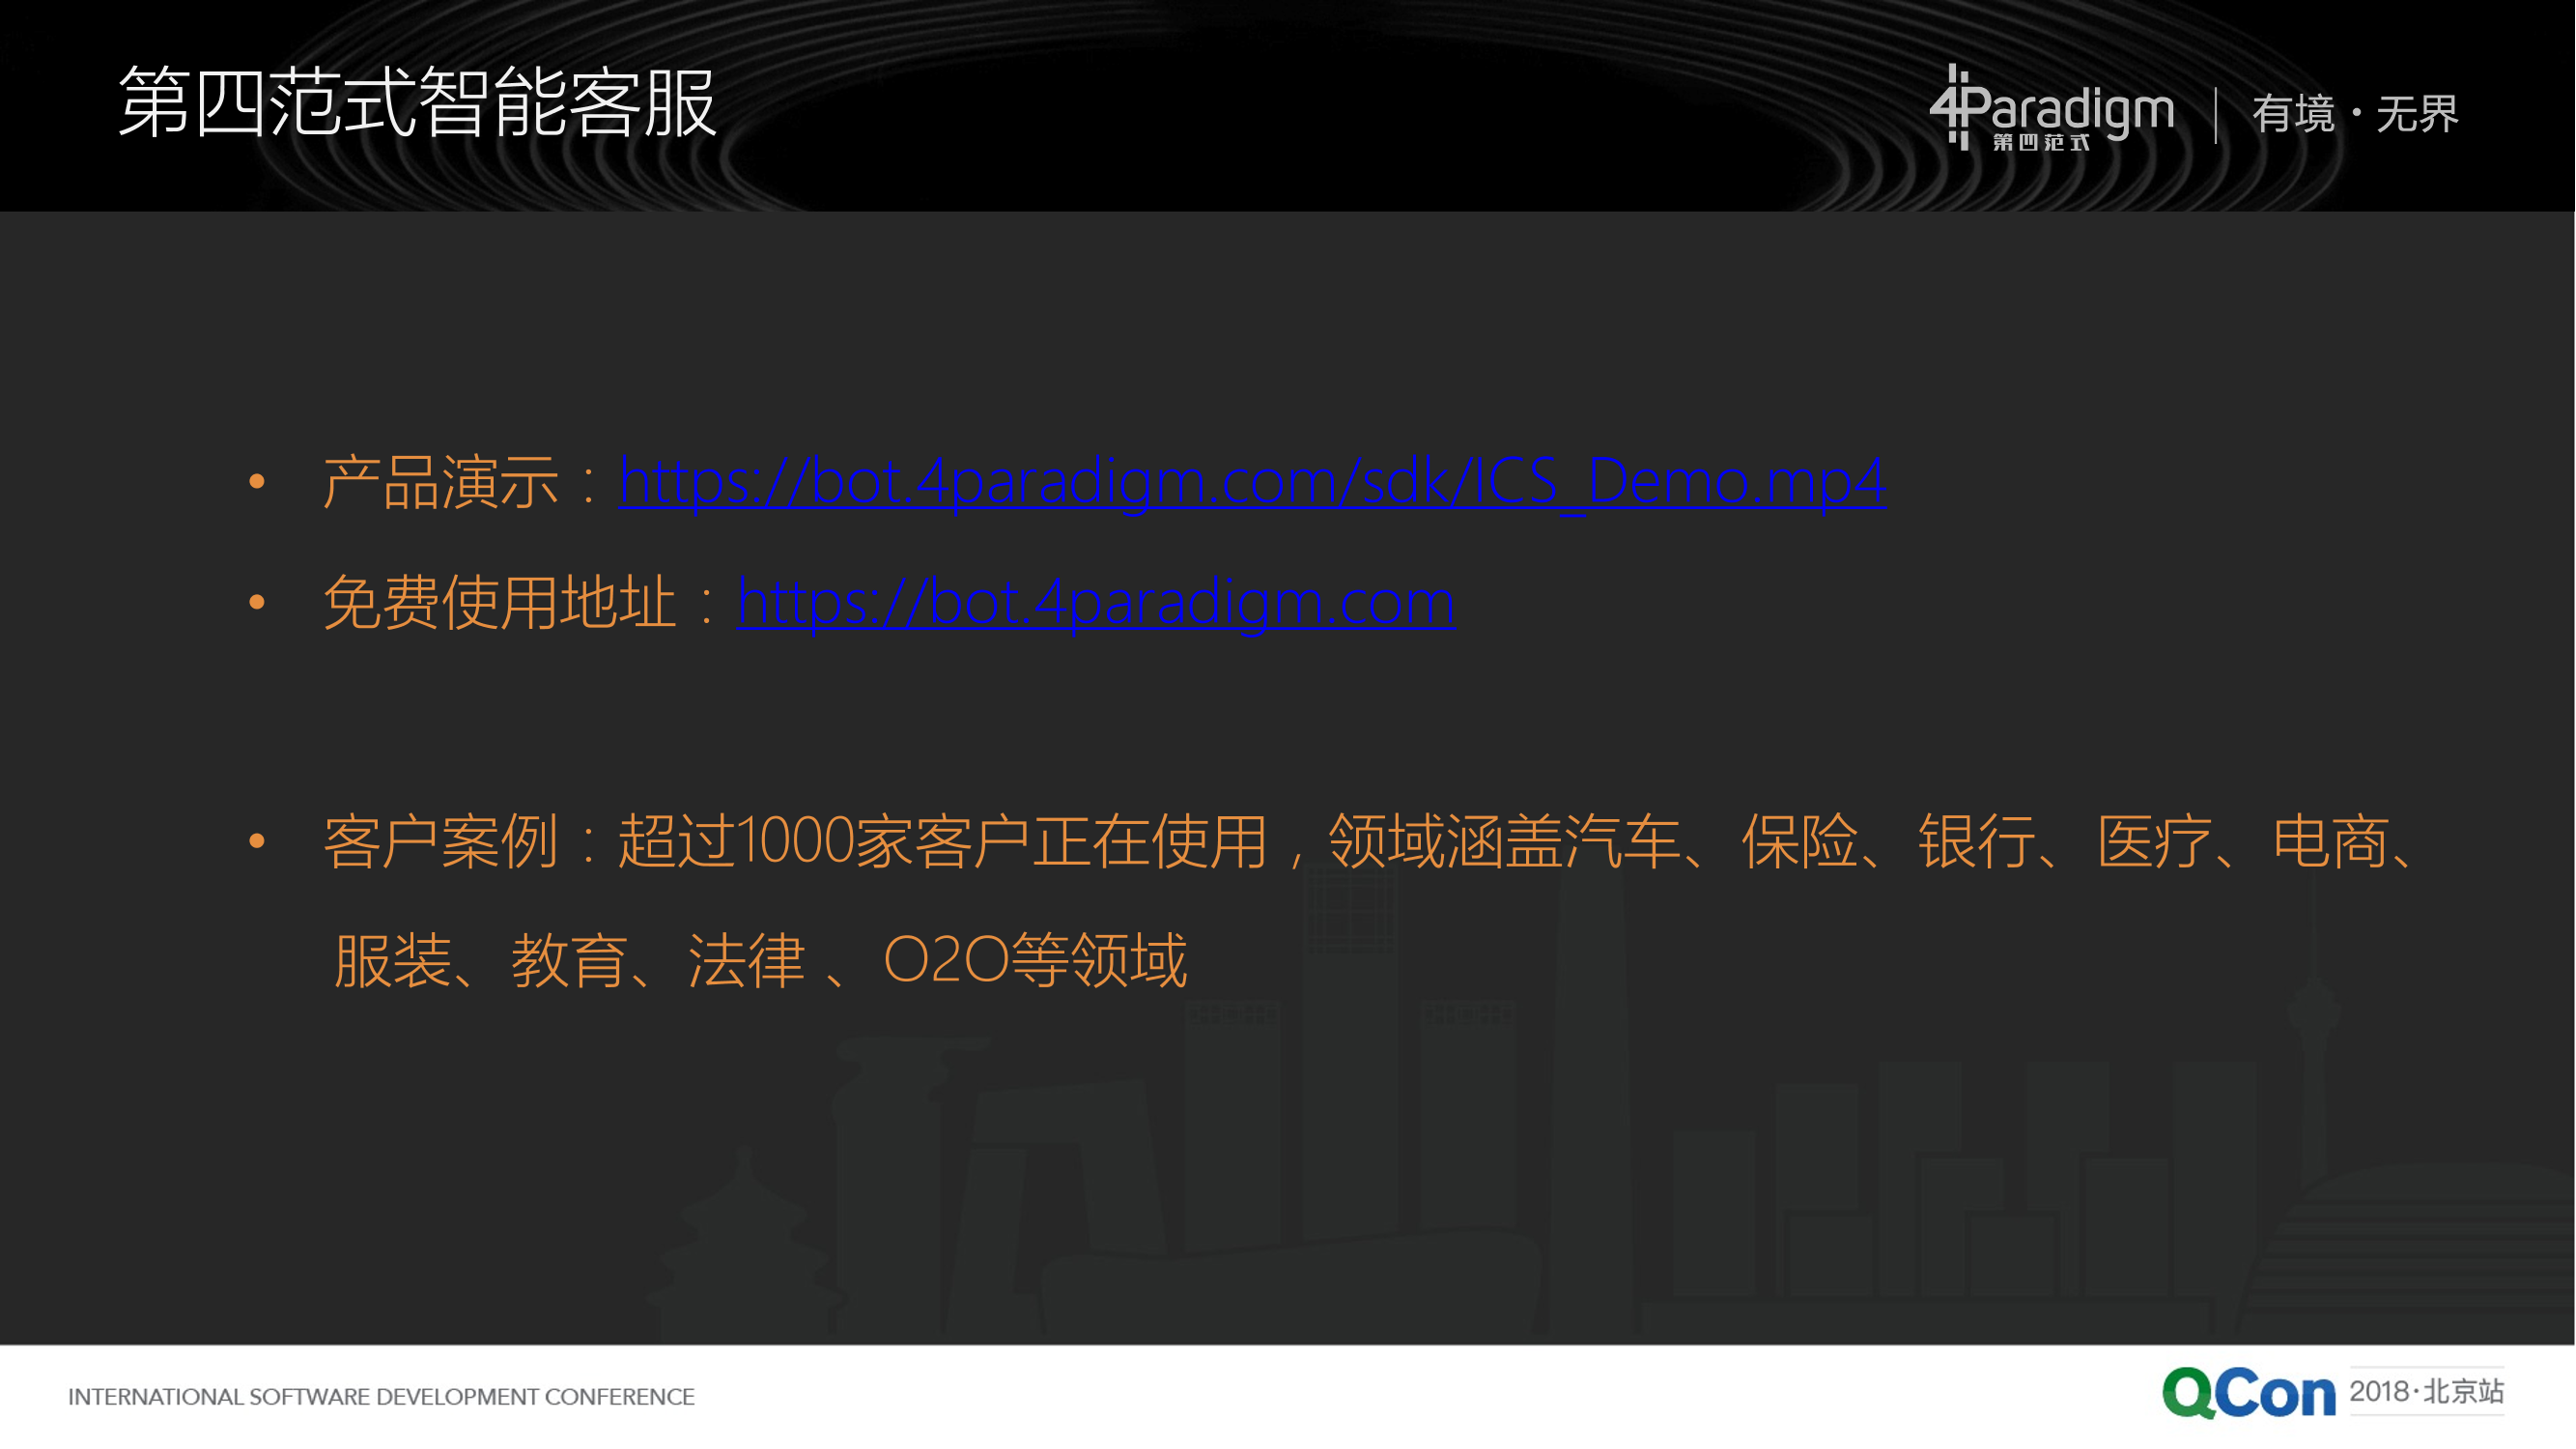 第四范式智能客服
4Paradigm
第四范式
有境·无界
• 产品演示：https://bot.4paradigm.com/sdk/ICS_Demo.mp4
• 免费使用地址：https://bot.4paradigm.com
• 客户案例：超过1000家客户正在使用，领域涵盖汽车、保险、银行、医疗、电商、
服装、教育、法律 、O2O等领域
INTERNATIONAL SOFTWARE DEVELOPMENT CONFERENCE
QCon 2018·北京站